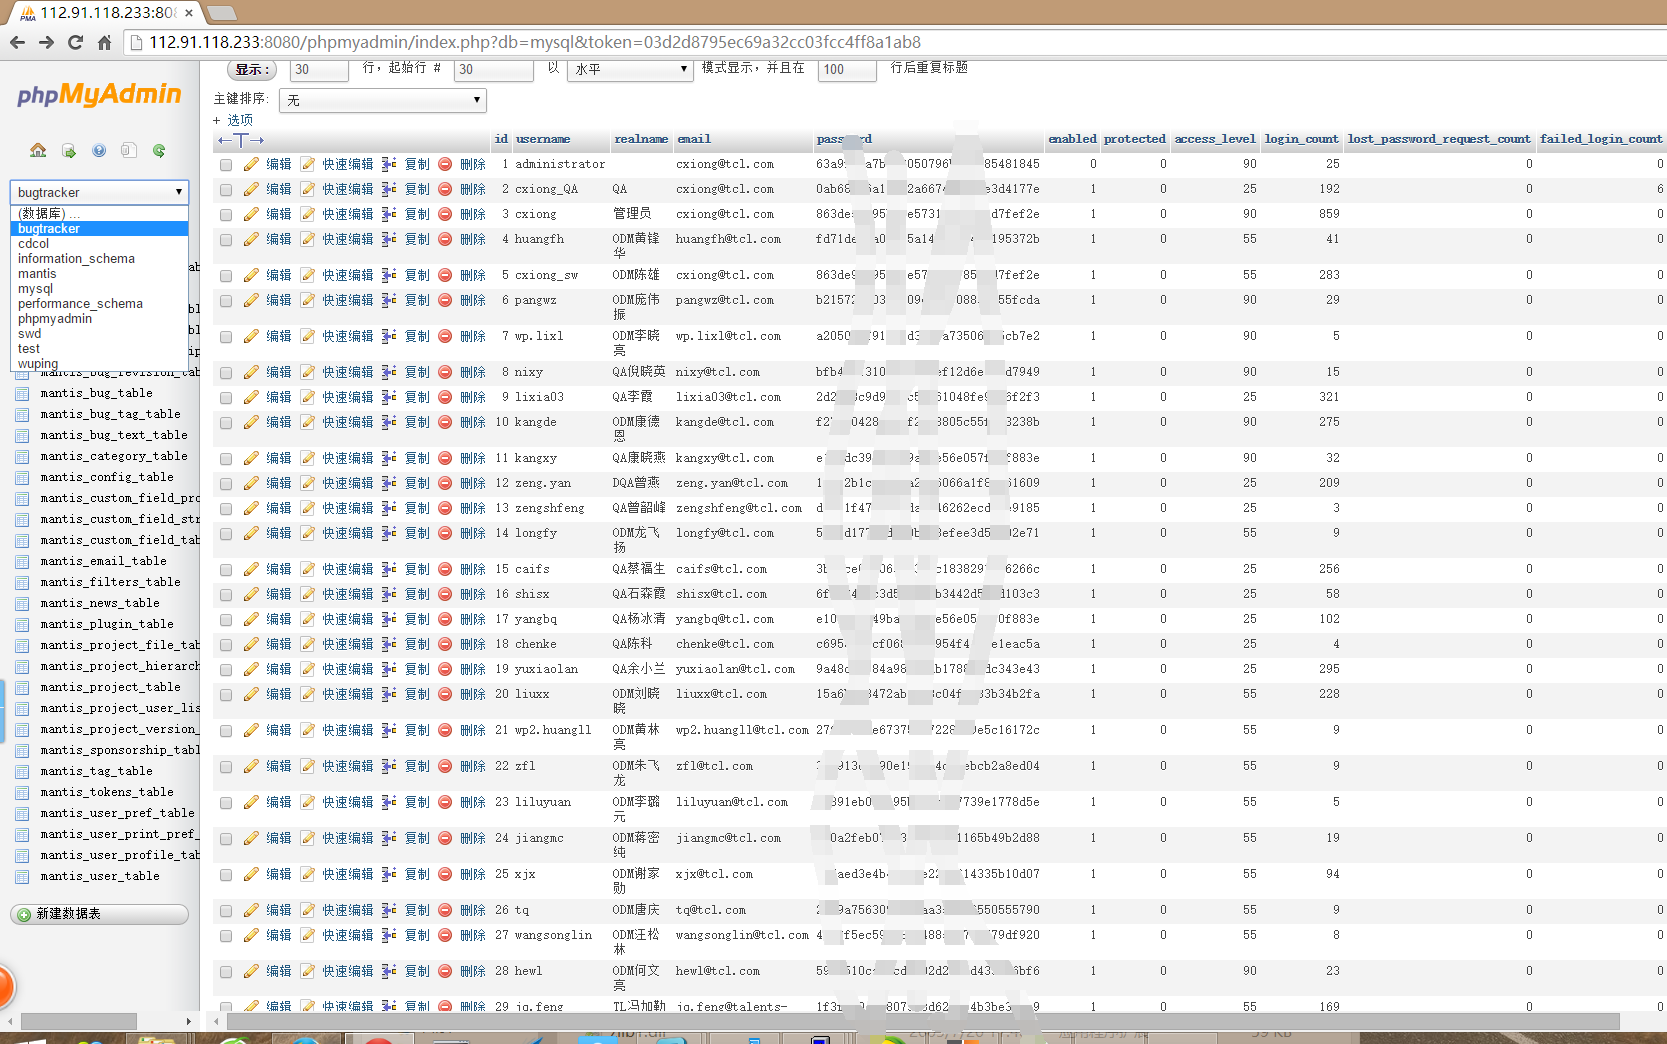 112.91.118.233:808
112.91.118.233:8080/phpmyadmin/index.php?db=mysql&token=03d2d8795ec69a32cc03fcc4ff8a1ab8
phpMyAdmin
bugtracker
(数据库) ...
bugtracker
cdcol
information_schema
mantis
mysql
performance_schema
phpmyadmin
swd
test
wuping
mantis_bug_revision_tab
mantis_bug_table
mantis_bug_tag_table
mantis_bug_text_table
mantis_category_table
mantis_config_table
mantis_custom_field_pro
mantis_custom_field_str
mantis_custom_field_tab
mantis_email_table
mantis_filters_table
mantis_news_table
mantis_plugin_table
mantis_project_file_tab
mantis_project_hierarch
mantis_project_table
mantis_project_user_lis
mantis_project_version_
mantis_sponsorship_tabl
mantis_tag_table
mantis_tokens_table
mantis_user_pref_table
mantis_user_print_pref_
mantis_user_profile_tab
mantis_user_table
新建数据表
显示： 30 行，起始行 # 30 以 水平 模式显示，并且在 100 行后重复标题
主键排序: 无
+ 选项
←T→ id username realname email password enabled protected access_level login_count lost_password_request_count failed_login_count
编辑 快速编辑 复制 删除 1 administrator cxiong@tcl.com 0 0 90 25 0 0
编辑 快速编辑 复制 删除 2 cxiong_QA QA cxiong@tcl.com 1 0 25 192 0 6
编辑 快速编辑 复制 删除 3 cxiong 管理员 cxiong@tcl.com 1 0 90 859 0 0
编辑 快速编辑 复制 删除 4 huangfh ODM黄锋华 huangfh@tcl.com 1 0 55 41 0 0
编辑 快速编辑 复制 删除 5 cxiong_sw ODM陈雄 cxiong@tcl.com 1 0 55 283 0 0
编辑 快速编辑 复制 删除 6 pangwz ODM庞伟振 pangwz@tcl.com 1 0 90 29 0 0
编辑 快速编辑 复制 删除 7 wp.lixl ODM李晓亮 wp.lixl@tcl.com 1 0 90 5 0 0
编辑 快速编辑 复制 删除 8 nixy QA倪晓英 nixy@tcl.com 1 0 90 15 0 0
编辑 快速编辑 复制 删除 9 lixia03 QA李霞 lixia03@tcl.com 1 0 25 321 0 0
编辑 快速编辑 复制 删除 10 kangde ODM康德恩 kangde@tcl.com 1 0 90 275 0 0
编辑 快速编辑 复制 删除 11 kangxy QA康晓燕 kangxy@tcl.com 1 0 90 32 0 0
编辑 快速编辑 复制 删除 12 zeng.yan DQA曾燕 zeng.yan@tcl.com 1 0 25 209 0 0
编辑 快速编辑 复制 删除 13 zengshfeng QA曾韶峰 zengshfeng@tcl.com 1 0 25 3 0 0
编辑 快速编辑 复制 删除 14 longfy ODM龙飞扬 longfy@tcl.com 1 0 55 9 0 0
编辑 快速编辑 复制 删除 15 caifs QA蔡福生 caifs@tcl.com 1 0 25 256 0 0
编辑 快速编辑 复制 删除 16 shisx QA石森霞 shisx@tcl.com 1 0 25 58 0 0
编辑 快速编辑 复制 删除 17 yangbq QA杨冰清 yangbq@tcl.com 1 0 25 102 0 0
编辑 快速编辑 复制 删除 18 chenke QA陈科 chenke@tcl.com 1 0 25 4 0 0
编辑 快速编辑 复制 删除 19 yuxiaolan QA余小兰 yuxiaolan@tcl.com 1 0 25 295 0 0
编辑 快速编辑 复制 删除 20 liuxx ODM刘晓晓 liuxx@tcl.com 1 0 55 228 0 0
编辑 快速编辑 复制 删除 21 wp2.huangll ODM黄林亮 wp2.huangll@tcl.com 1 0 55 9 0 0
编辑 快速编辑 复制 删除 22 zfl ODM朱飞龙 zfl@tcl.com 1 0 55 9 0 0
编辑 快速编辑 复制 删除 23 liluyuan ODM李璐元 liluyuan@tcl.com 1 0 55 5 0 0
编辑 快速编辑 复制 删除 24 jiangmc ODM蒋密纯 jiangmc@tcl.com 1 0 55 19 0 0
编辑 快速编辑 复制 删除 25 xjx ODM谢家勋 xjx@tcl.com 1 0 55 94 0 0
编辑 快速编辑 复制 删除 26 tq ODM唐庆 tq@tcl.com 1 0 55 9 0 0
编辑 快速编辑 复制 删除 27 wangsonglin ODM汪松林 wangsonglin@tcl.com 1 0 55 8 0 0
编辑 快速编辑 复制 删除 28 hewl ODM何文亮 hewl@tcl.com 1 0 90 23 0 0
编辑 快速编辑 复制 删除 29 jq.feng TL冯加勤 jq.feng@talents- 1 0 55 169 0 0